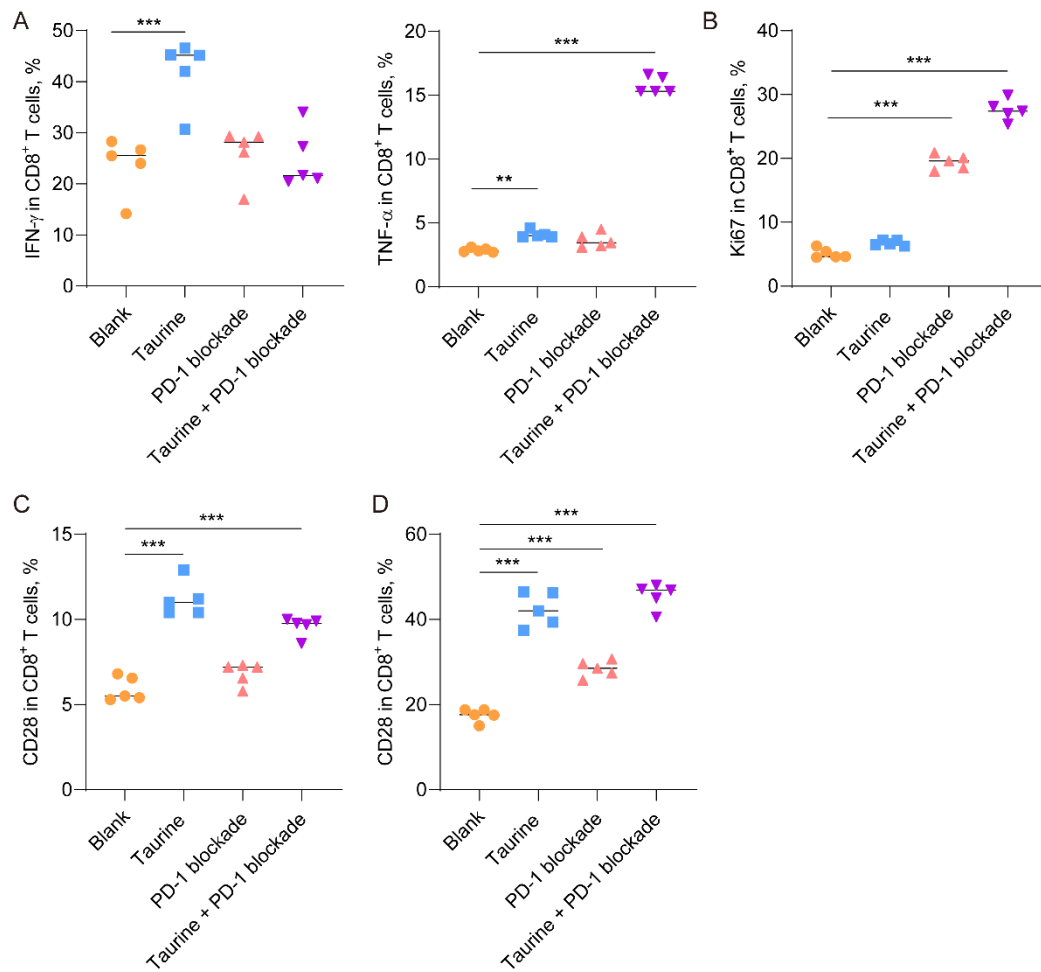 A
IFN-γ in CD8⁺ T cells, %
50
40
30
20
10
0
***
Blank
Taurine
PD-1 blockade
Taurine + PD-1 blockade
TNF-α in CD8⁺ T cells, %
20
15
10
5
0
***
**
Blank
Taurine
PD-1 blockade
Taurine + PD-1 blockade
B
Ki67 in CD8⁺ T cells, %
40
30
20
10
0
***
***
Blank
Taurine
PD-1 blockade
Taurine + PD-1 blockade
C
CD28 in CD8⁺ T cells, %
15
10
5
0
***
***
Blank
Taurine
PD-1 blockade
Taurine + PD-1 blockade
D
CD28 in CD8⁺ T cells, %
60
40
20
0
***
***
***
Blank
Taurine
PD-1 blockade
Taurine + PD-1 blockade